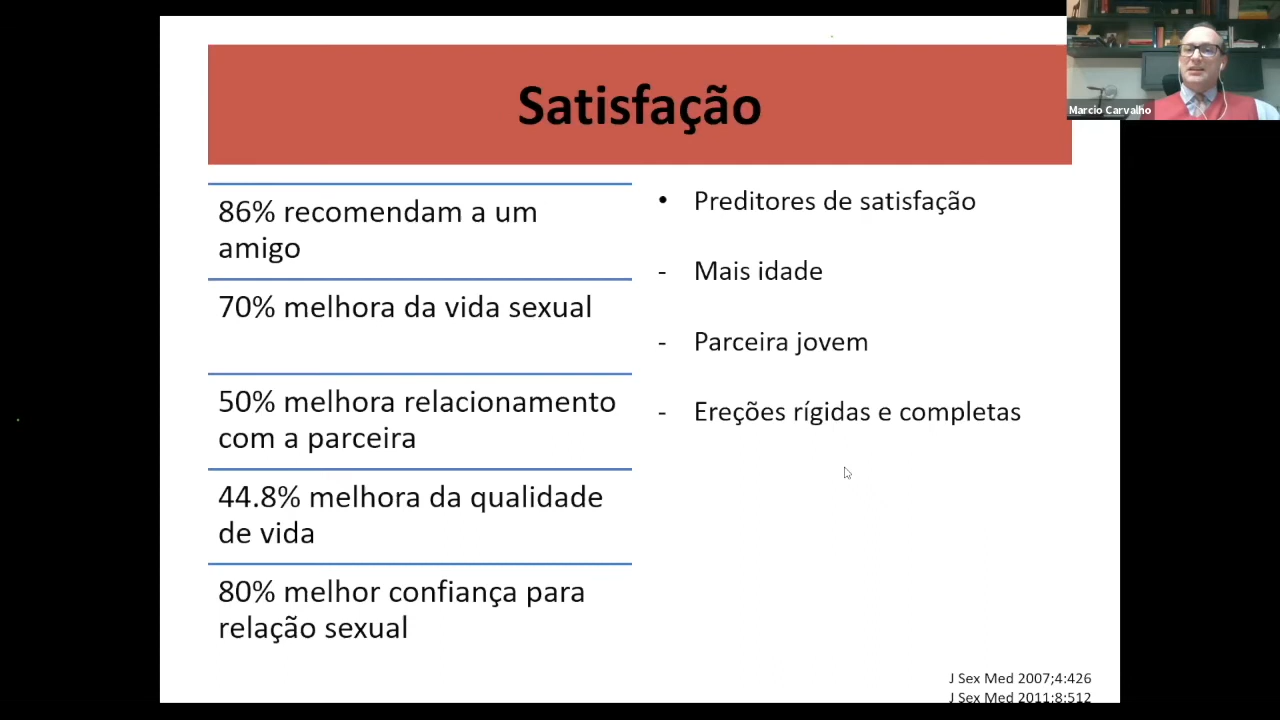 Satisfação
Marcio Carvalho
86% recomendam a um
amigo
70% melhora da vida sexual
50% melhora relacionamento
com a parceira
44.8% melhora da qualidade
de vida
80% melhor confiança para
relação sexual
• Preditores de satisfação
- Mais idade
- Parceira jovem
- Ereções rígidas e completas
J Sex Med 2007;4:426
J Sex Med 2011;8:512